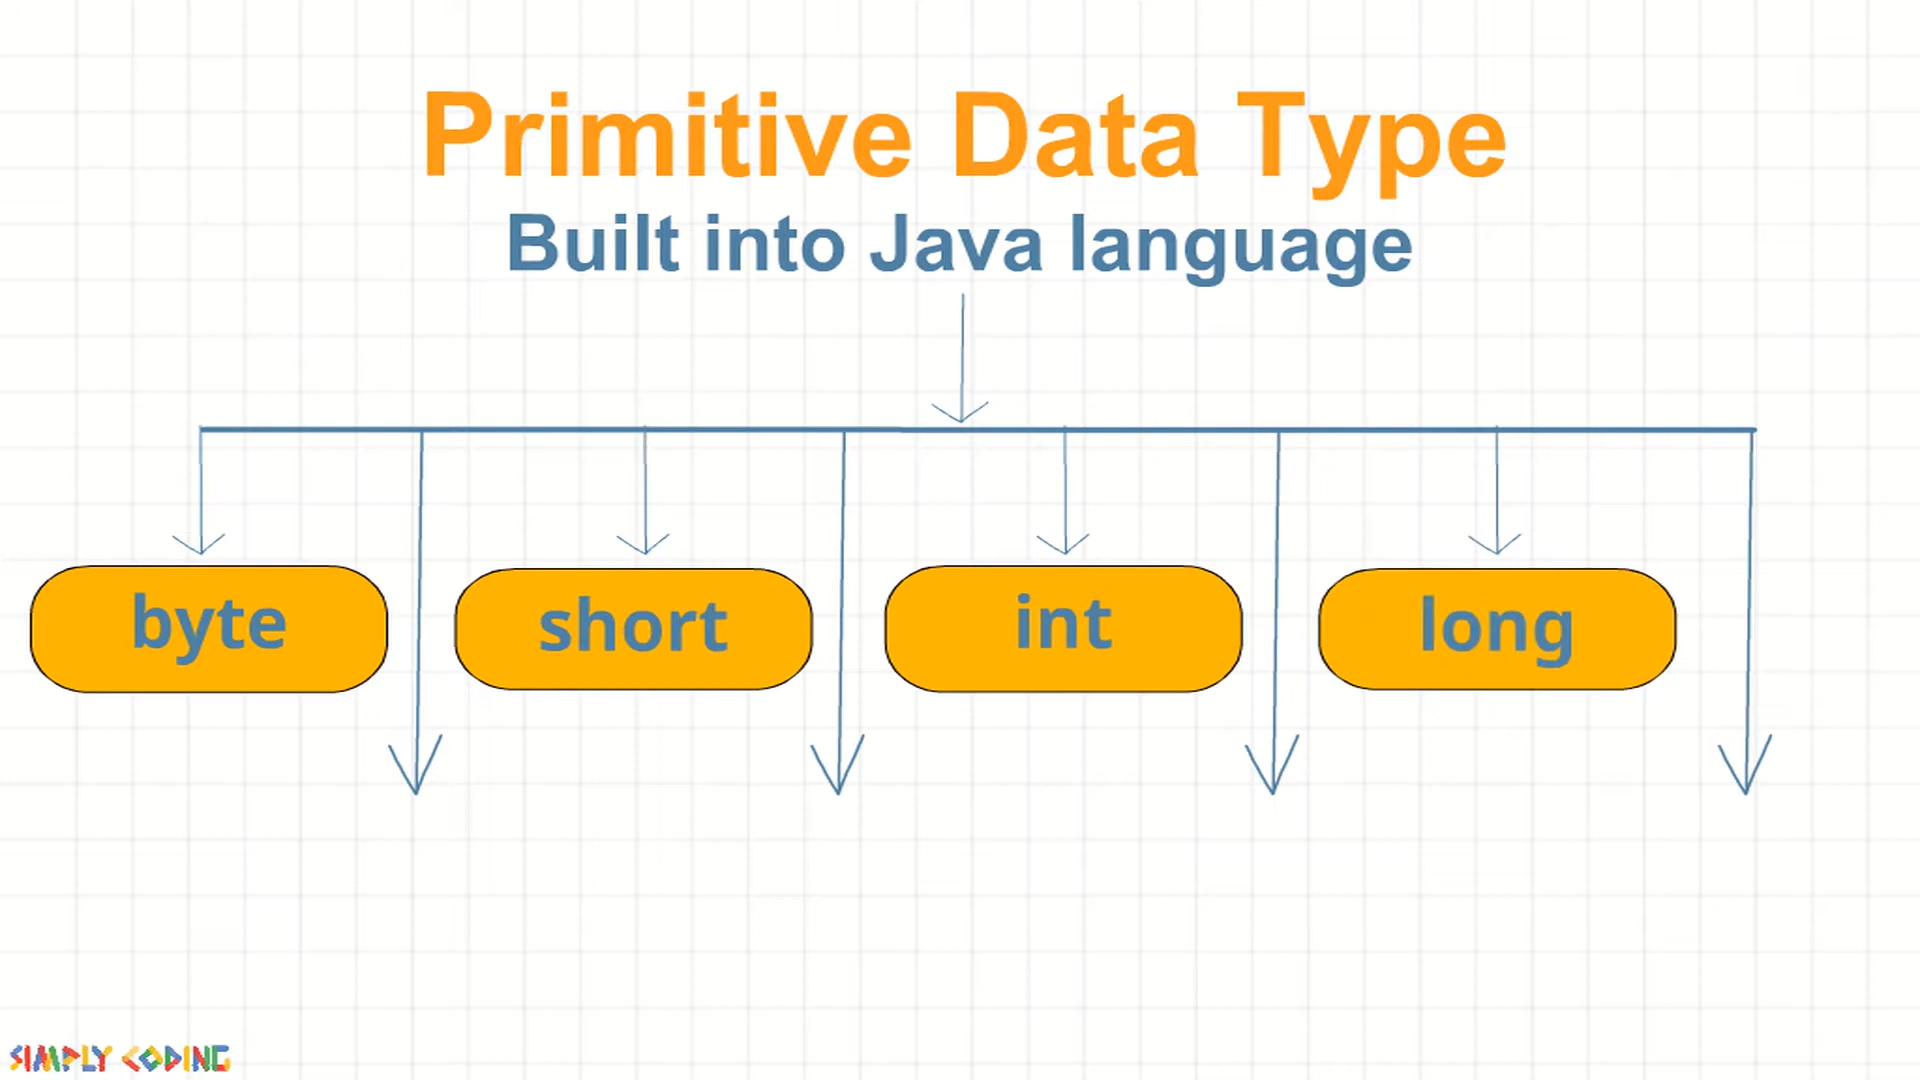 Primitive Data Type
Built into Java language
byte
short
int
long
SIMPLY CODING